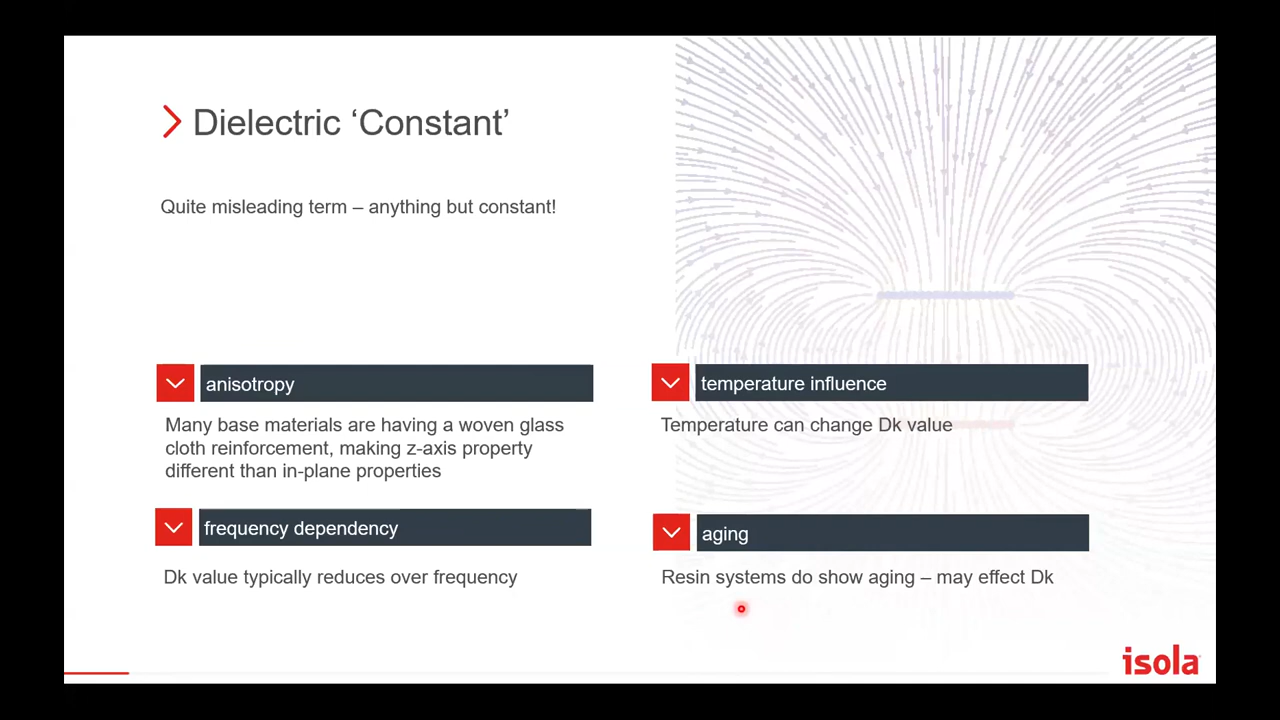 Dielectric ‘Constant’
Quite misleading term – anything but constant!
anisotropy
Many base materials are having a woven glass
cloth reinforcement, making z-axis property
different than in-plane properties
frequency dependency
Dk value typically reduces over frequency
temperature influence
Temperature can change Dk value
aging
Resin systems do show aging – may effect Dk
isola